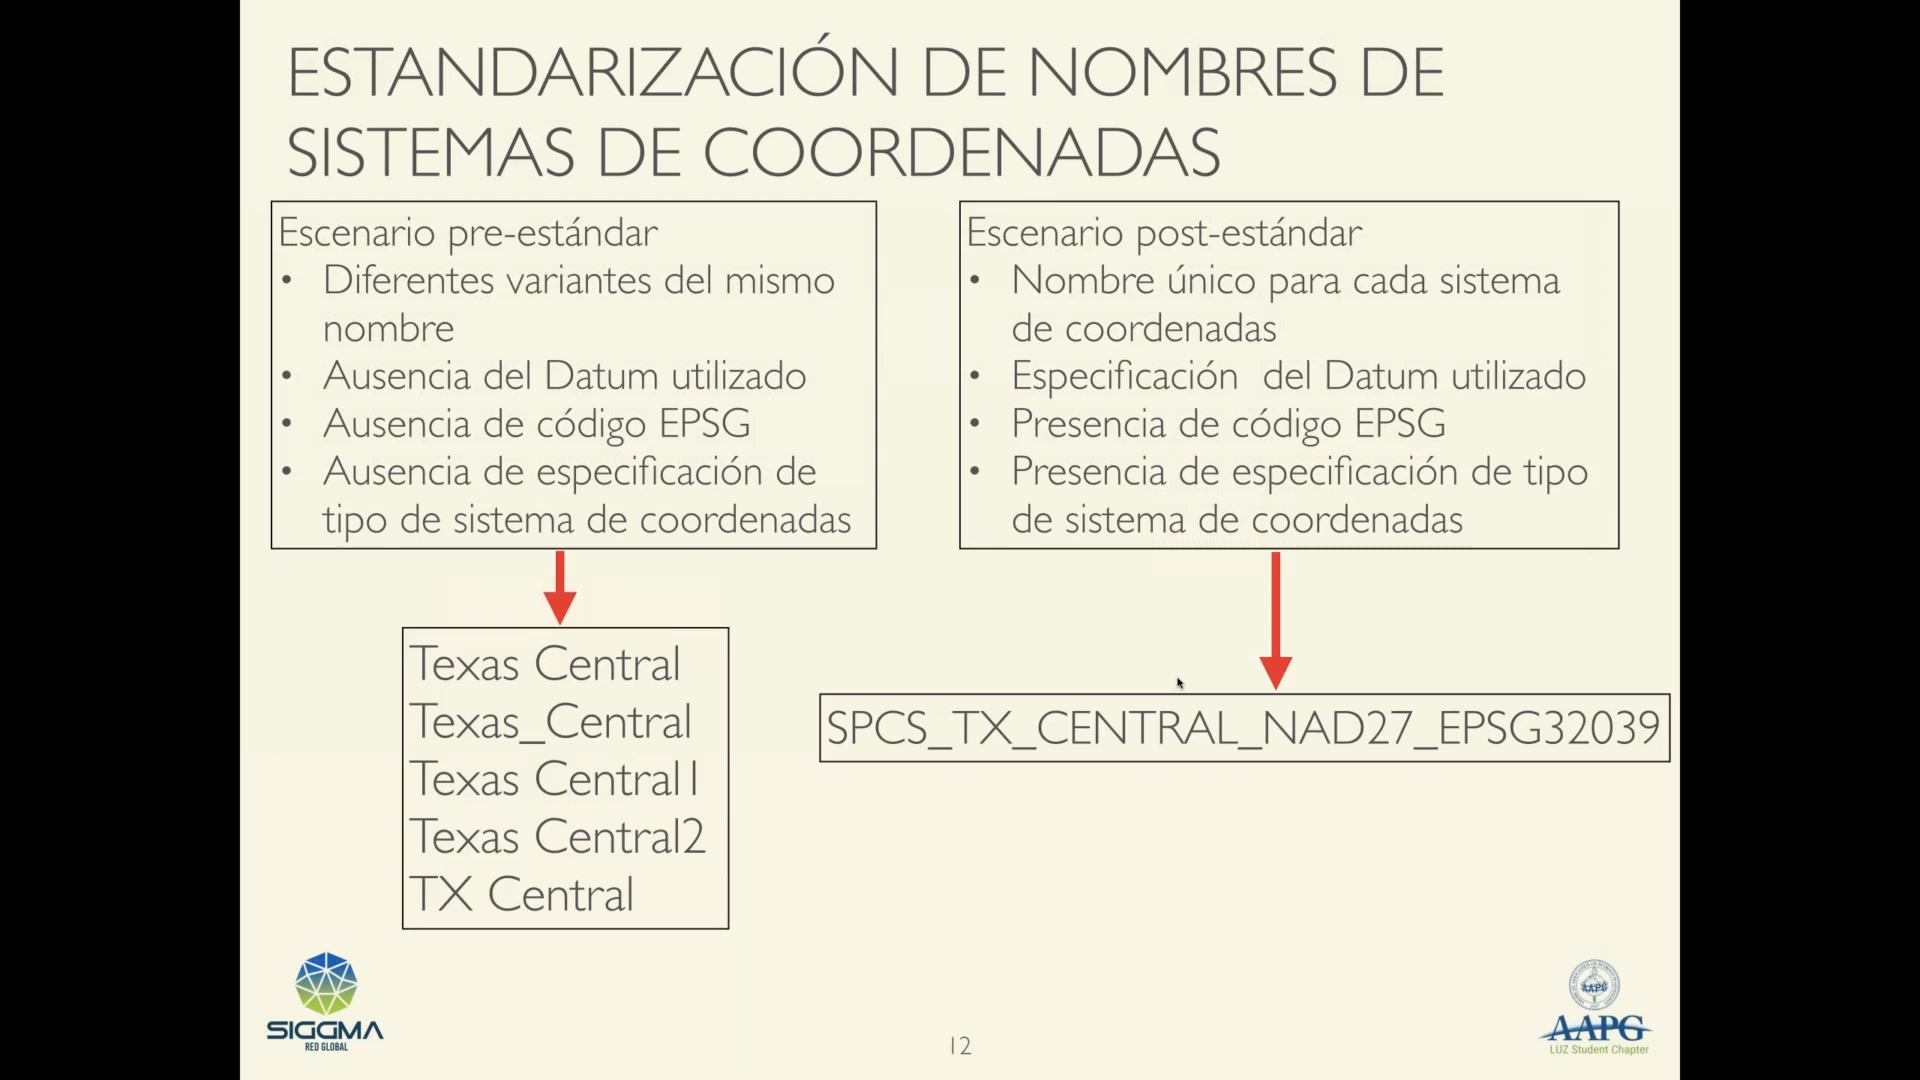 ESTANDARIZACIÓN DE NOMBRES DE
SISTEMAS DE COORDENADAS
Escenario pre-estándar
• Diferentes variantes del mismo
nombre
• Ausencia del Datum utilizado
• Ausencia de código EPSG
• Ausencia de especificación de
tipo de sistema de coordenadas
Escenario post-estándar
• Nombre único para cada sistema
de coordenadas
• Especificación  del Datum utilizado
• Presencia de código EPSG
• Presencia de especificación de tipo
de sistema de coordenadas
Texas Central
Texas_Central
Texas Central1
Texas Central2
TX Central
SPCS_TX_CENTRAL_NAD27_EPSG32039
SIGGMA
RED GLOBAL
12
AAPG
AAPG
LUZ Student Chapter